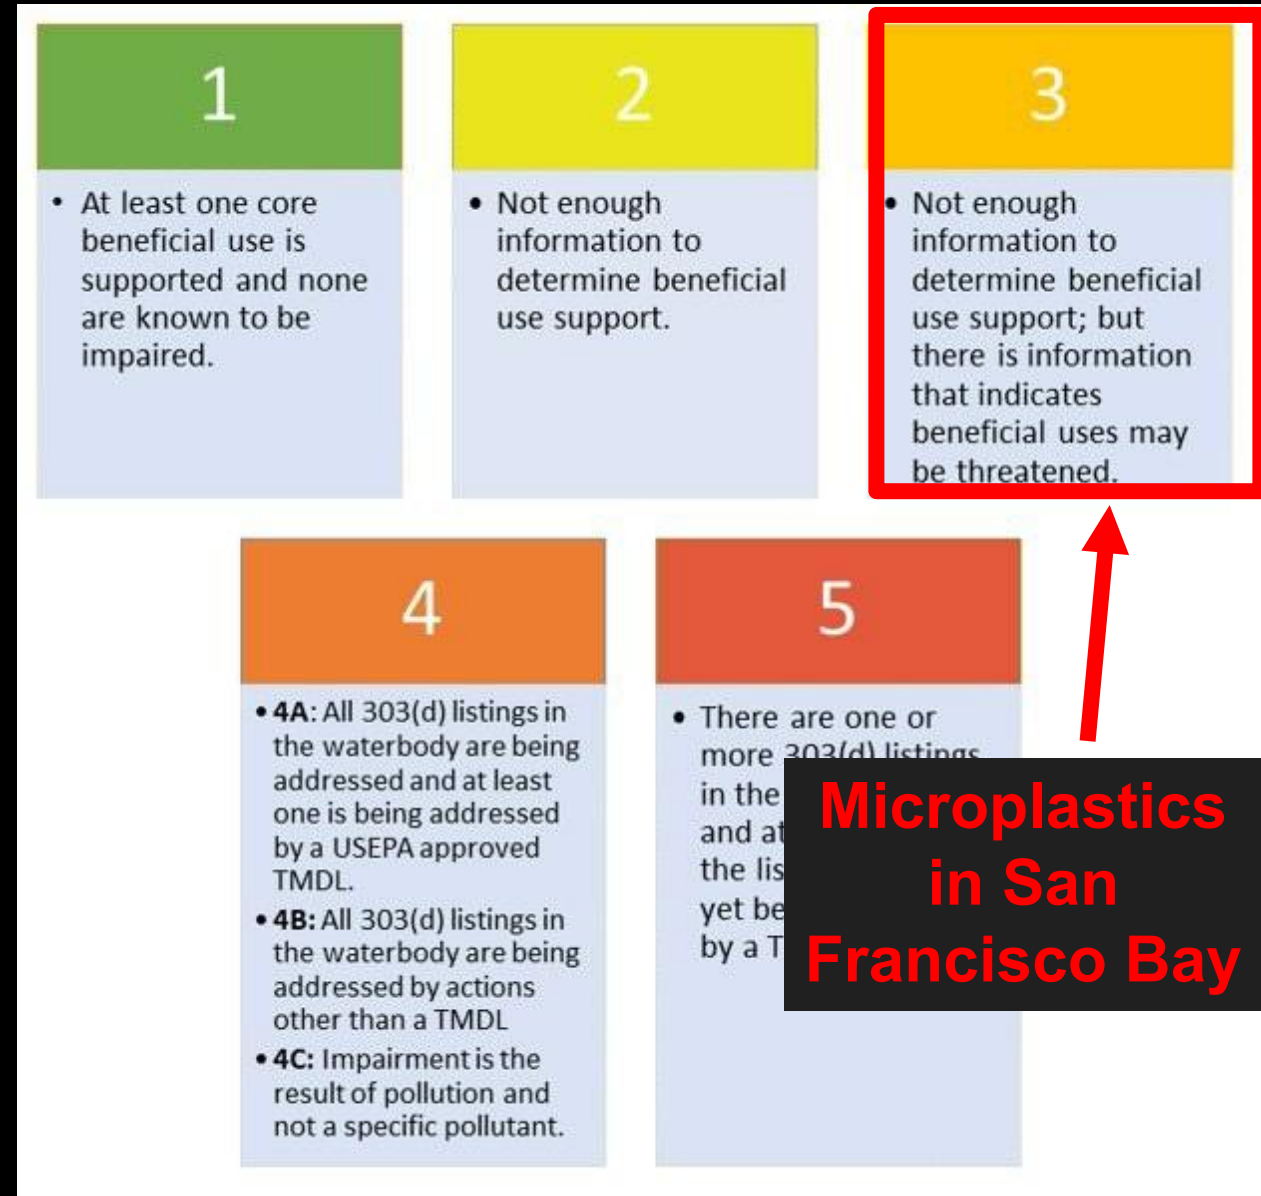 1
• At least one core
beneficial use is
supported and none
are known to be
impaired.
2
• Not enough
information to
determine beneficial
use support.
3
• Not enough
information to
determine beneficial
use support; but
there is information
that indicates
beneficial uses may
be threatened.
4
• 4A: All 303(d) listings in
the waterbody are being
addressed and at least
one is being addressed
by a USEPA approved
TMDL.
• 4B: All 303(d) listings in
the waterbody are being
addressed by actions
other than a TMDL
• 4C: Impairment is the
result of pollution and
not a specific pollutant.
5
• There are one or
more 303(d) listings
in the
and at
the lis
yet be
by a T
Microplastics
in San
Francisco Bay